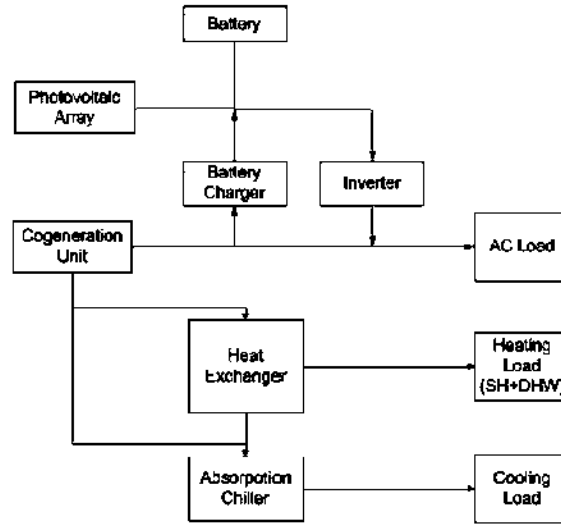 Battery
Photovoltaic
Array
Battery
Charger
Inverter
Cogeneration
Unit
AC Load
Heat
Exchanger
Heating
Load
(SH+DHW)
Absorpotion
Chiller
Cooling
Load